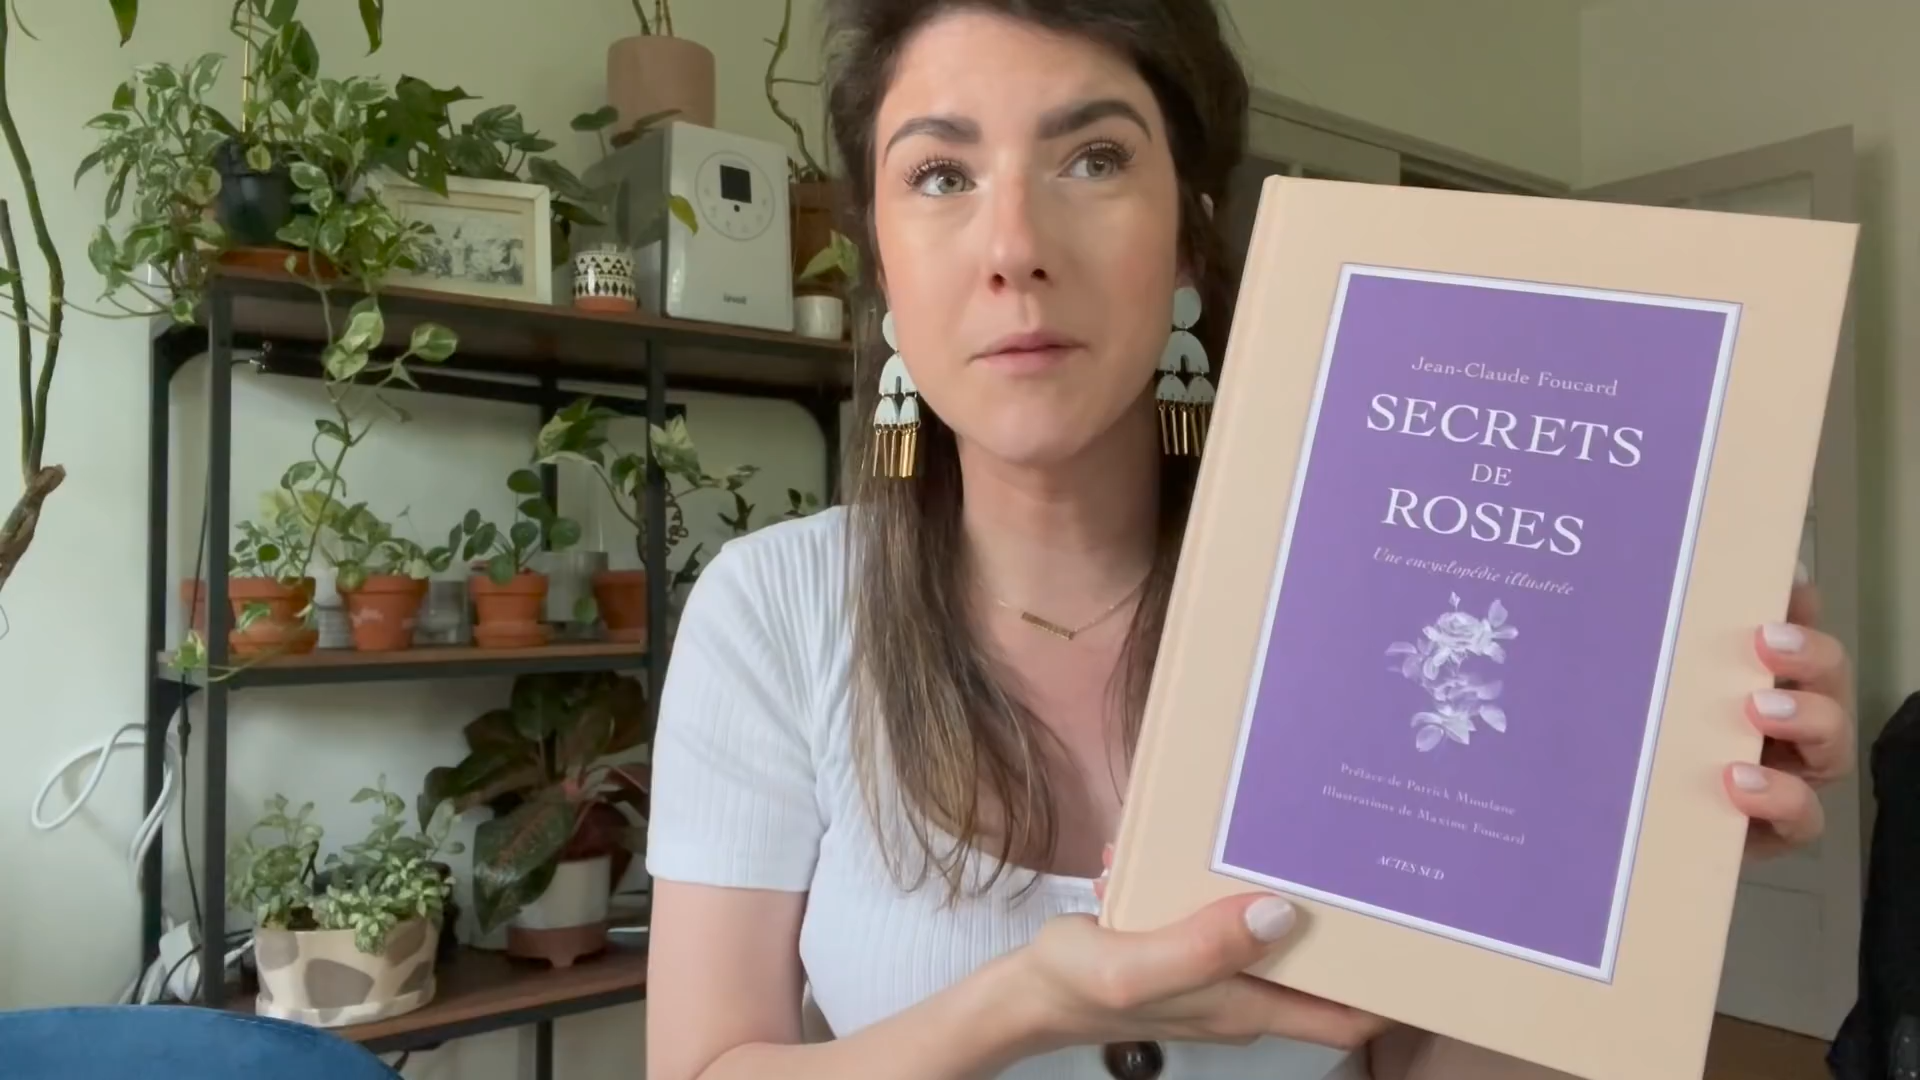 levoit
Jean-Claude Foucard
SECRETS
DE
ROSES
Une encyclopédie illustrée
Préface de Patrick Mioulane
Illustrations de Maxime Foucard
ACTES SUD